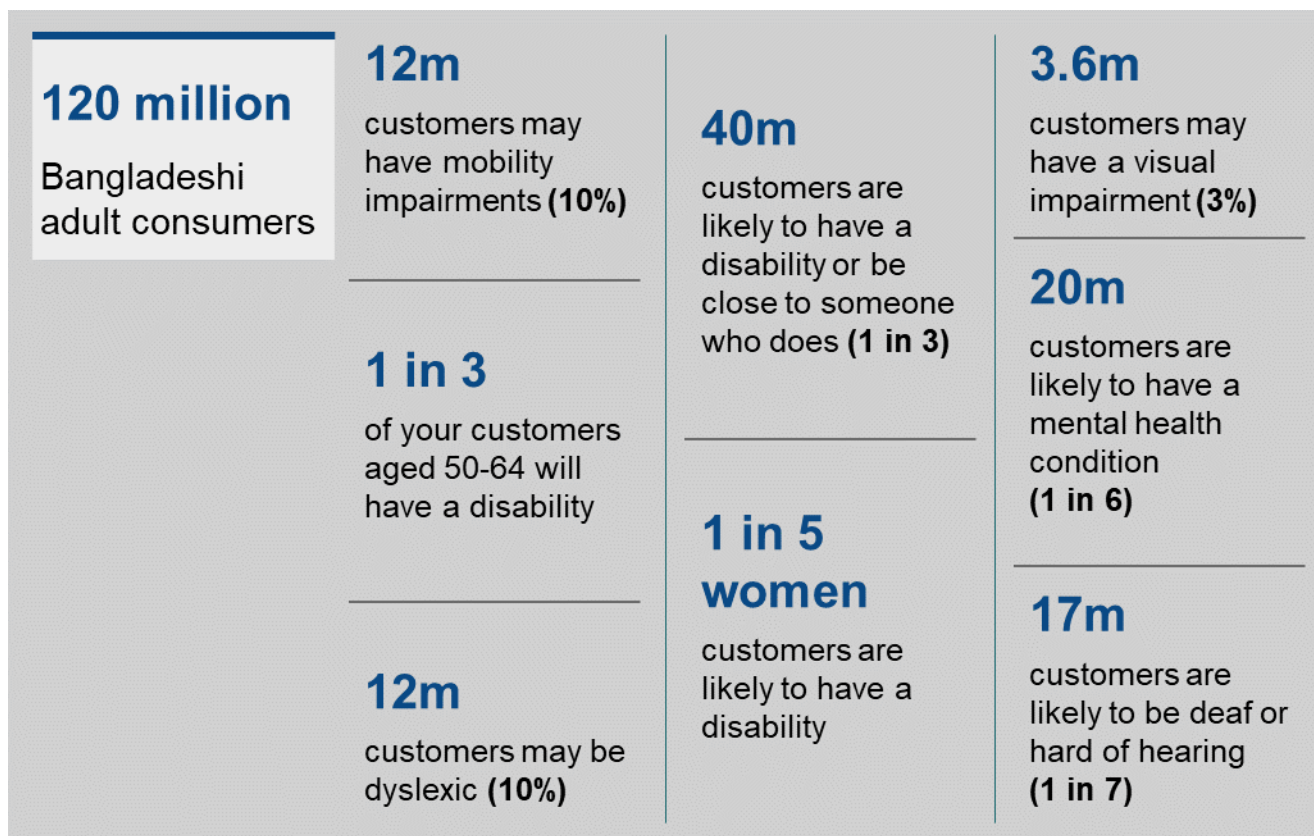 120 million
Bangladeshi
adult consumers
12m
customers may
have mobility
impairments (10%)
1 in 3
of your customers
aged 50-64 will
have a disability
12m
customers may be
dyslexic (10%)
40m
customers are
likely to have a
disability or be
close to someone
who does (1 in 3)
1 in 5
women
customers are
likely to have a
disability
3.6m
customers may
have a visual
impairment (3%)
20m
customers are
likely to have a
mental health
condition
(1 in 6)
17m
customers are
likely to be deaf or
hard of hearing
(1 in 7)